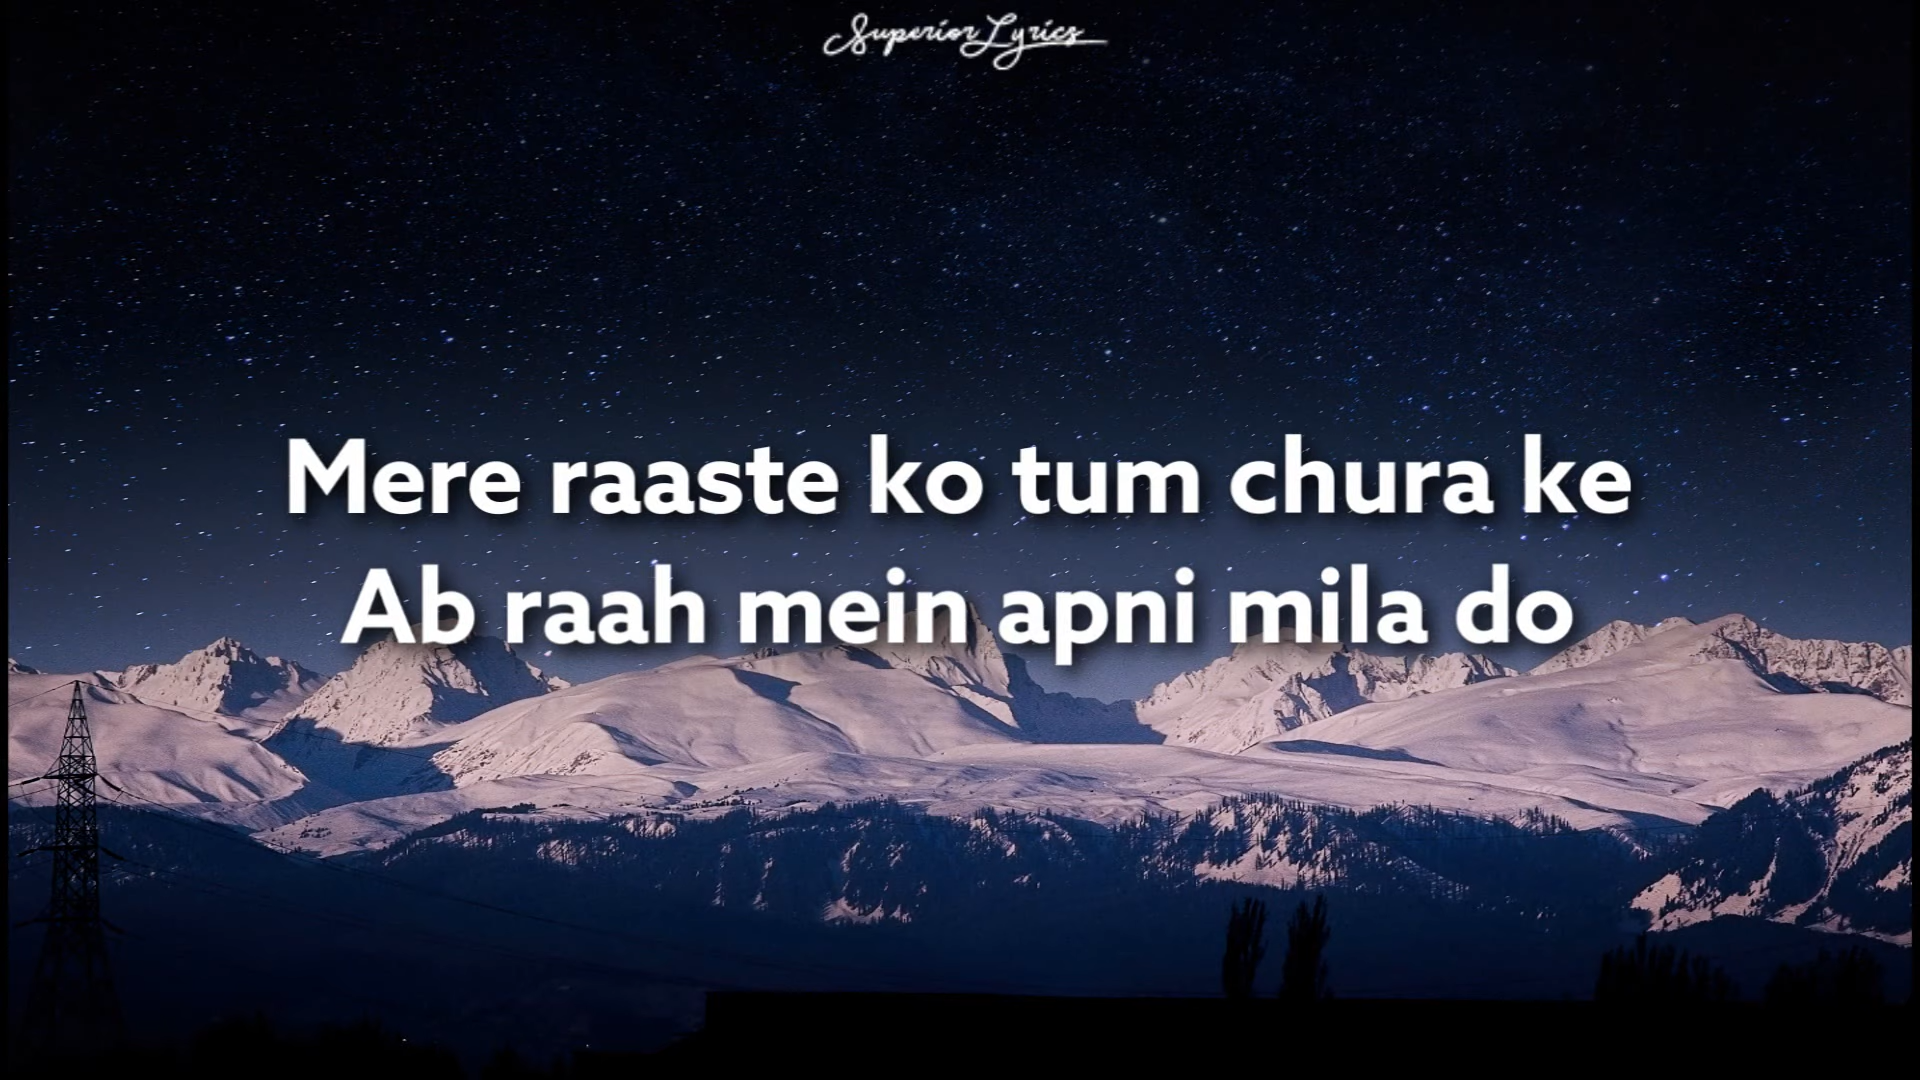 Superior Lyrics
Mere raaste ko tum chura ke
Ab raah mein apni mila do